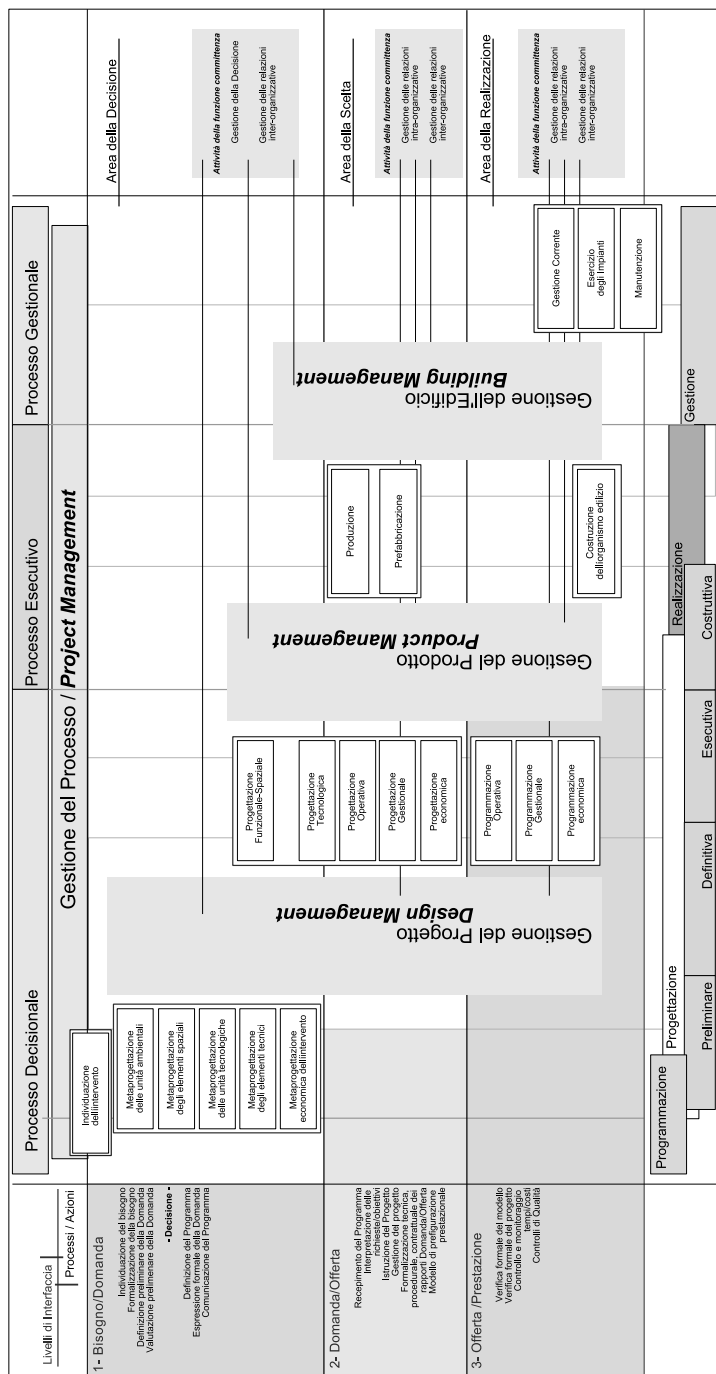 Livelli di Interfaccia
Processi / Azioni
Processo Decisionale
Processo Esecutivo
Processo Gestionale
Gestione del Processo / Project Management
1- Bisogno/Domanda
Individuazione del bisogno
Formalizzazione della bisogno
Definizione preliminare della Domanda
Valutazione prelimenare della Domanda
- Decisione -
Definizione del Programma
Espressione formale della Domanda
Comunicazione del Programma
Individuazione
delliintervento
Metaprogettazione
delle unità ambientali
Metaprogettazione
degli elementi spaziali
Metaprogettazione
delle unità tecnologiche
Metaprogettazione
degli elementi tecnici
Metaprogettazione
economica delliintervento
Design Management
Gestione del Progetto
Progettazione
Funzionale-Spaziale
Progettazione
Tecnologica
Progettazione
Operativa
Progettazione
Gestionale
Progettazione
economica
Product Management
Gestione del Prodotto
Produzione
Prefabbricazione
Building Management
Gestione dell'Edificio
Area della Decisione
Attività della funzione committenza
Gestione della Decisione
Gestione delle relazioni
inter-organizzative
2- Domanda/Offerta
Recepimento del Programma
Interpretazione delle
richieste/obiettivi
Istruzione del Progetto
Gestione del progetto
Formalizzazione tecnica,
procedurale, contrattuale dei
rapporti Domanda/Offerta
Modello di prefigurazione
prestazionale
Area della Scelta
Attività della funzione committenza
Gestione delle relazioni
intra-organizzative
Gestione delle relazioni
inter-organizzative
3- Offerta /Prestazione
Verifica formale del modello
Verifica formale del progetto
Controllo e monitoraggio
tempi/costi
Controlli di Qualità
Programmazione
Operativa
Programmazione
Gestionale
Programmazione
economica
Costruzione
delliorganismo edilizio
Gestione Corrente
Esercizio
degli Impianti
Manutenzione
Area della Realizzazione
Attività della funzione committenza
Gestione delle relazioni
intra-organizzative
Gestione delle relazioni
inter-organizzative
Programmazione
Progettazione
Realizzazione
Gestione
Preliminare
Definitiva
Esecutiva
Costruttiva